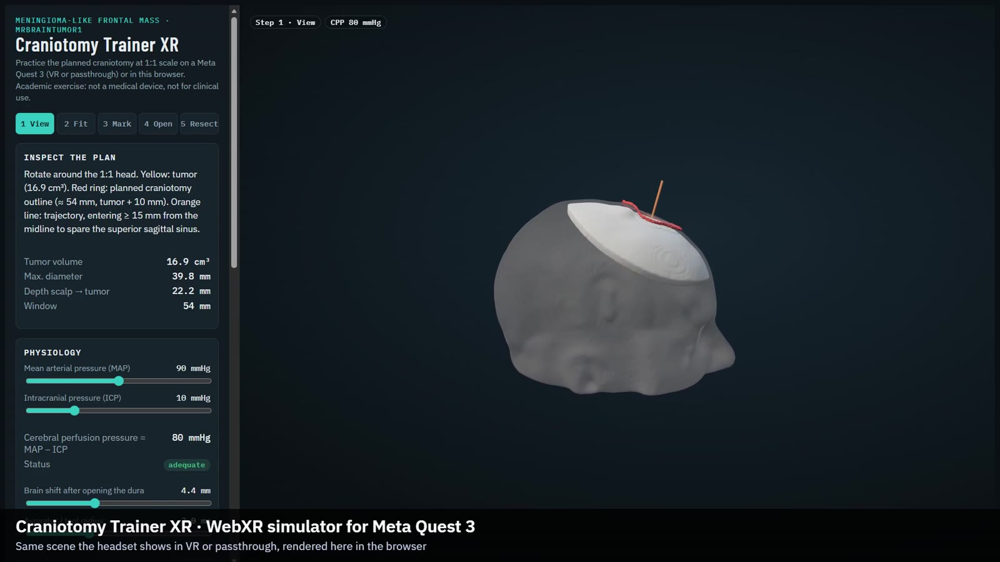 MENINGIOMA-LIKE FRONTAL MASS ·
MRBRAINTUMOR1
Craniotomy Trainer XR
Practice the planned craniotomy at 1:1 scale on a Meta
Quest 3 (VR or passthrough) or in this browser.
Academic exercise: not a medical device, not for clinical
use.
1 View 2 Fit 3 Mark 4 Open 5 Resect
INSPECT THE PLAN
Rotate around the 1:1 head. Yellow: tumor
(16.9 cm³). Red ring: planned craniotomy
outline (≈ 54 mm, tumor + 10 mm). Orange
line: trajectory, entering ≥ 15 mm from the
midline to spare the superior sagittal sinus.
Tumor volume 16.9 cm³
Max. diameter 39.8 mm
Depth scalp → tumor 22.2 mm
Window 54 mm
PHYSIOLOGY
Mean arterial pressure (MAP) 90 mmHg
Intracranial pressure (ICP) 10 mmHg
Cerebral perfusion pressure = 80 mmHg
MAP – ICP
Status adequate
Brain shift after opening the dura 4.4 mm
Step 1 · View CPP 80 mmHg
Craniotomy Trainer XR · WebXR simulator for Meta Quest 3
Same scene the headset shows in VR or passthrough, rendered here in the browser